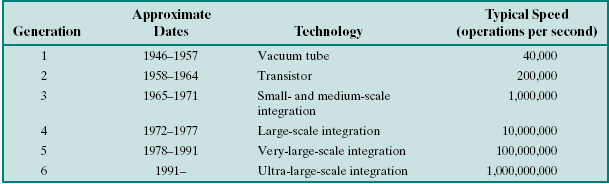 Approximate Typical Speed
Generation Dates Technology (operations per second)
1 1946–1957 Vacuum tube 40,000
2 1958–1964 Transistor 200,000
3 1965–1971 Small- and medium-scale 1,000,000
integration
4 1972–1977 Large-scale integration 10,000,000
5 1978–1991 Very-large-scale integration 100,000,000
6 1991– Ultra-large-scale integration 1,000,000,000